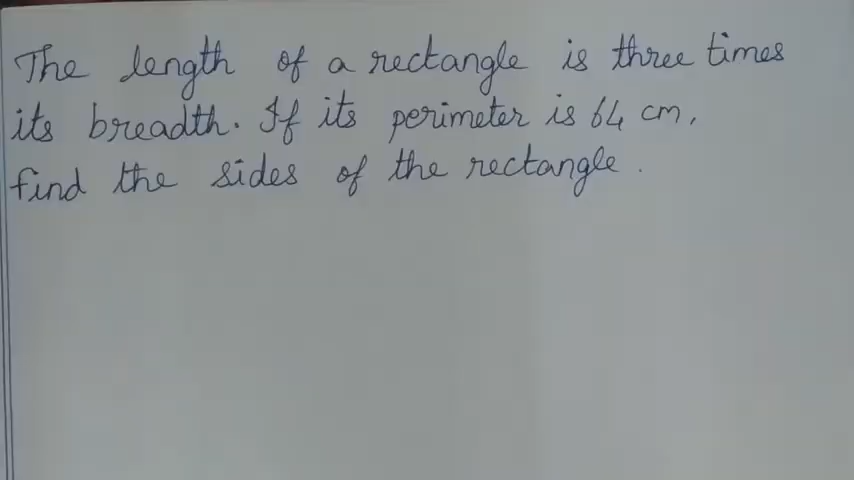 The length of a rectangle is three times
its breadth. If its perimeter is 64 cm,
find the sides of the rectangle.